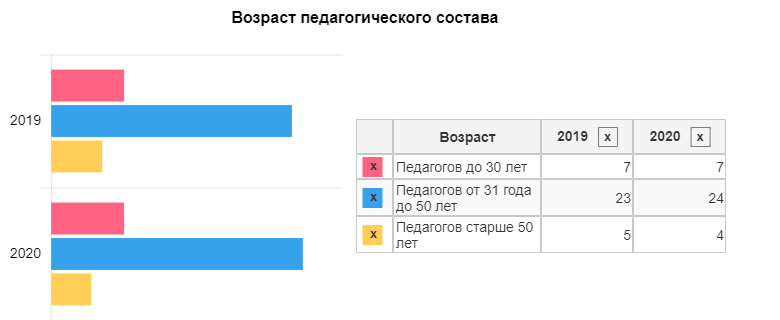 Возраст педагогического состава
2019
2020
Возраст 2019 x 2020 x
x Педагогов до 30 лет 7 7
x Педагогов от 31 года
до 50 лет 23 24
x Педагогов старше 50
лет 5 4